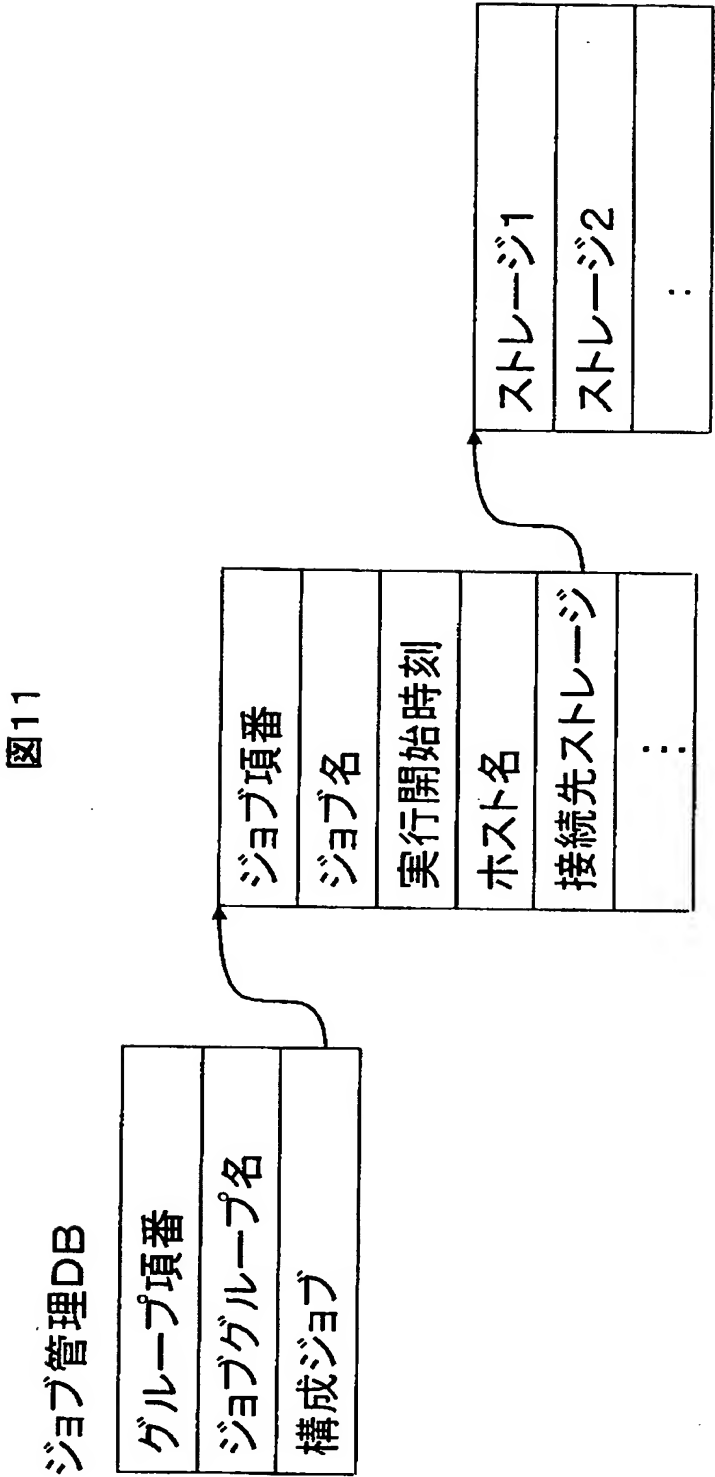 図11
ジョブ管理DB
グループ項番
ジョブグループ名
構成ジョブ
ジョブ項番
ジョブ名
実行開始時刻
ホスト名
接続先ストレージ
⋮
ストレージ1
ストレージ2
: